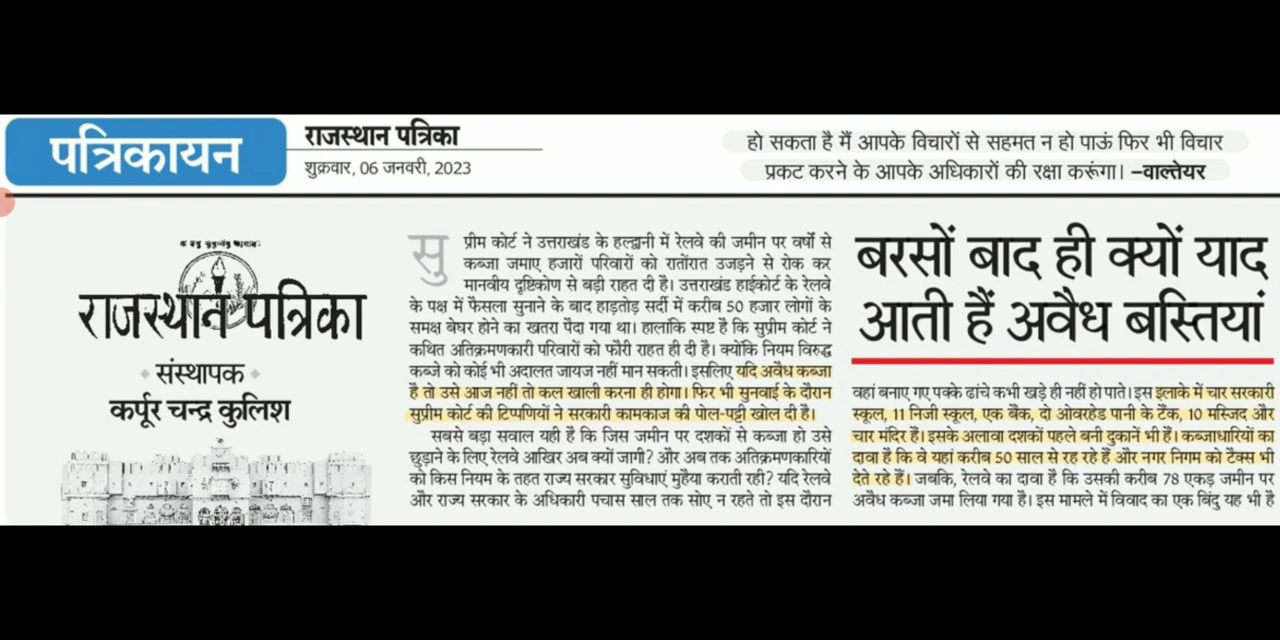 पत्रिकायन
राजस्थान पत्रिका
शुक्रवार, 06 जनवरी, 2023
हो सकता है मैं आपके विचारों से सहमत न हो पाऊं फिर भी विचार
प्रकट करने के आपके अधिकारों की रक्षा करूंगा। –वाल्तेयर
राजस्थान पत्रिका
संस्थापक
कर्पूर चन्द्र कुलिश
सुप्रीम कोर्ट ने उत्तराखंड के हल्द्वानी में रेलवे की जमीन पर वर्षों से
कब्जा जमाए हजारों परिवारों को रातोंरात उजड़ने से रोक कर
मानवीय दृष्टिकोण से बड़ी राहत दी है। उत्तराखंड हाईकोर्ट के रेलवे
के पक्ष में फैसला सुनाने के बाद हाड़तोड़ सर्दी में करीब 50 हजार लोगों के
समक्ष बेघर होने का खतरा पैदा गया था। हालांकि स्पष्ट है कि सुप्रीम कोर्ट ने
कथित अतिक्रमणकारी परिवारों को फौरी राहत ही दी है। क्योंकि नियम विरुद्ध
कब्जे को कोई भी अदालत जायज नहीं मान सकती। इसलिए यदि अवैध कब्जा
है तो उसे आज नहीं तो कल खाली करना ही होगा। फिर भी सुनवाई के दौरान
सुप्रीम कोर्ट की टिप्पणियों ने सरकारी कामकाज की पोल-पट्टी खोल दी है।
सबसे बड़ा सवाल यही है कि जिस जमीन पर दशकों से कब्जा हो उसे
छुड़ाने के लिए रेलवे आखिर अब क्यों जागी? और अब तक अतिक्रमणकारियों
को किस नियम के तहत राज्य सरकार सुविधाएं मुहैया कराती रही? यदि रेलवे
और राज्य सरकार के अधिकारी पचास साल तक सोए न रहते तो इस दौरान
बरसों बाद ही क्यों याद
आती हैं अवैध बस्तियां
वहां बनाए गए पक्के ढांचे कभी खड़े ही नहीं हो पाते। इस इलाके में चार सरकारी
स्कूल, 11 निजी स्कूल, एक बैंक, दो ओवरहेड पानी के टैंक, 10 मस्जिद और
चार मंदिर हैं। इसके अलावा दशकों पहले बनी दुकानें भी हैं। कब्जाधारियों का
दावा है कि वे यहां करीब 50 साल से रह रहे हैं और नगर निगम को टैक्स भी
देते रहे हैं। जबकि, रेलवे का दावा है कि उसकी करीब 78 एकड़ जमीन पर
अवैध कब्जा जमा लिया गया है। इस मामले में विवाद का एक बिंदु यह भी है